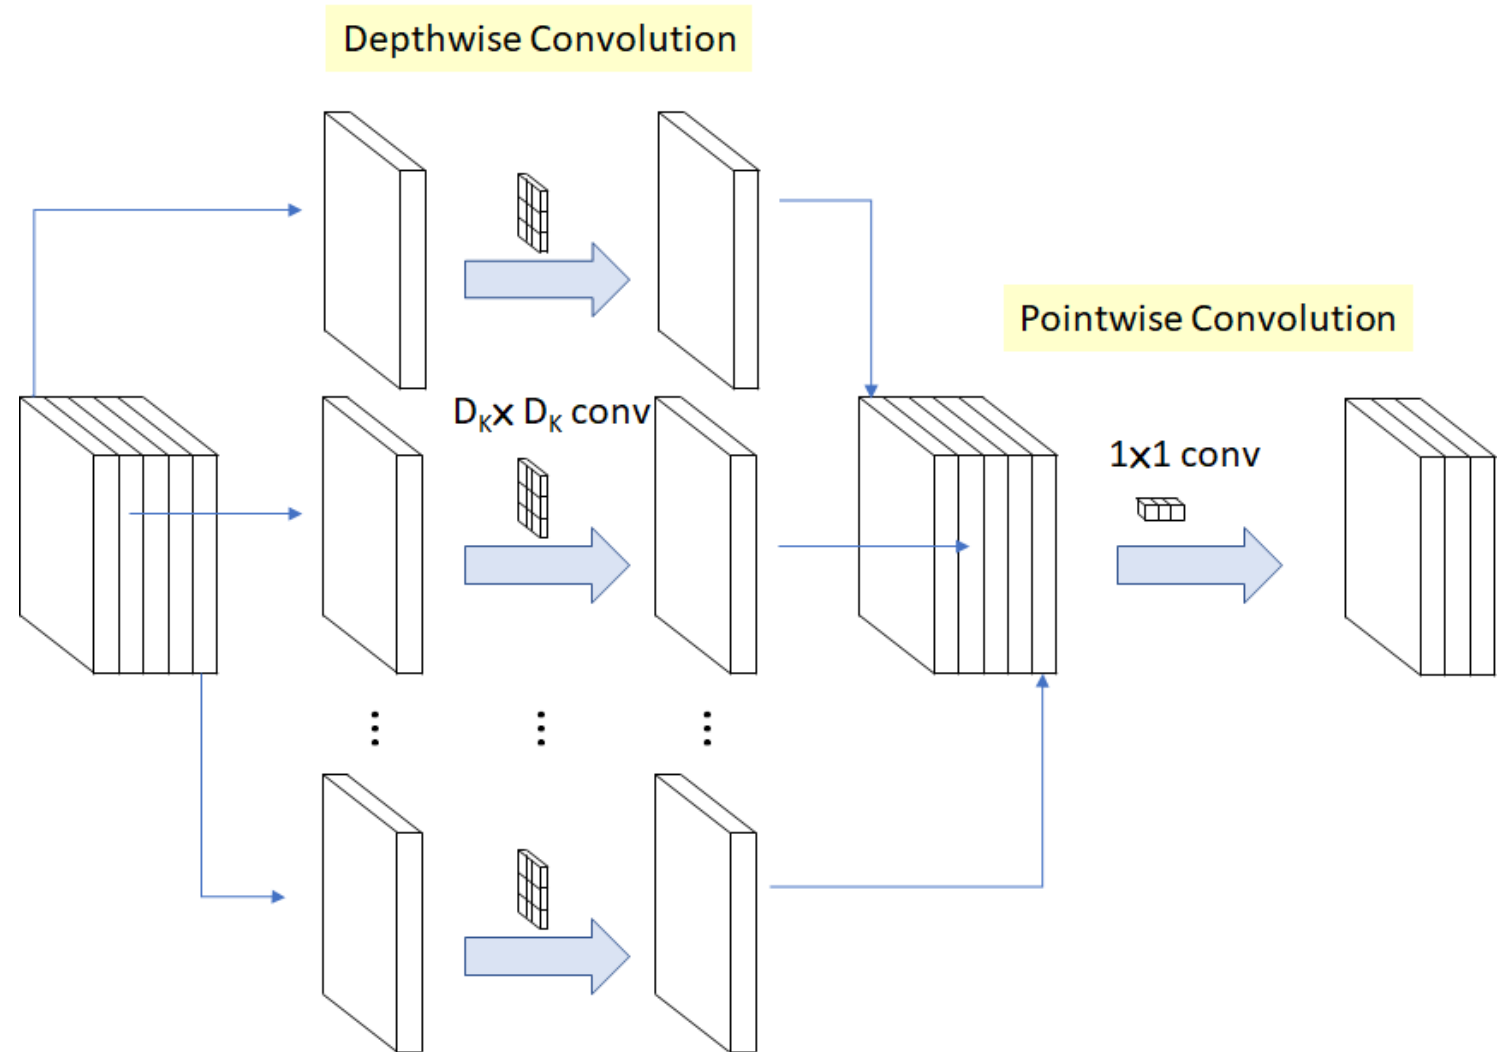 Depthwise Convolution
Pointwise Convolution
Dₖx Dₖ conv
1x1 conv